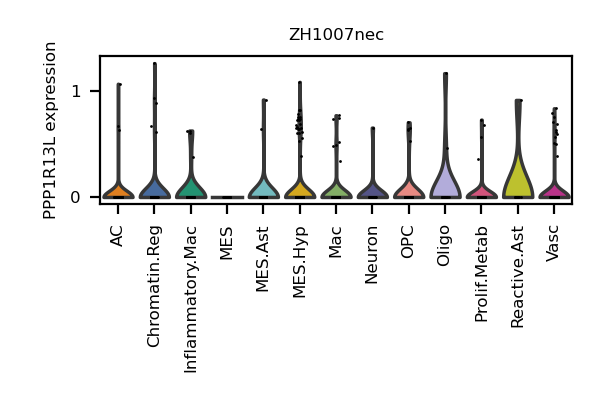 ZH1007nec
PPP1R13L expression
1
0
AC
Chromatin.Reg
Inflammatory.Mac
MES
MES.Ast
MES.Hyp
Mac
Neuron
OPC
Oligo
Prolif.Metab
Reactive.Ast
Vasc